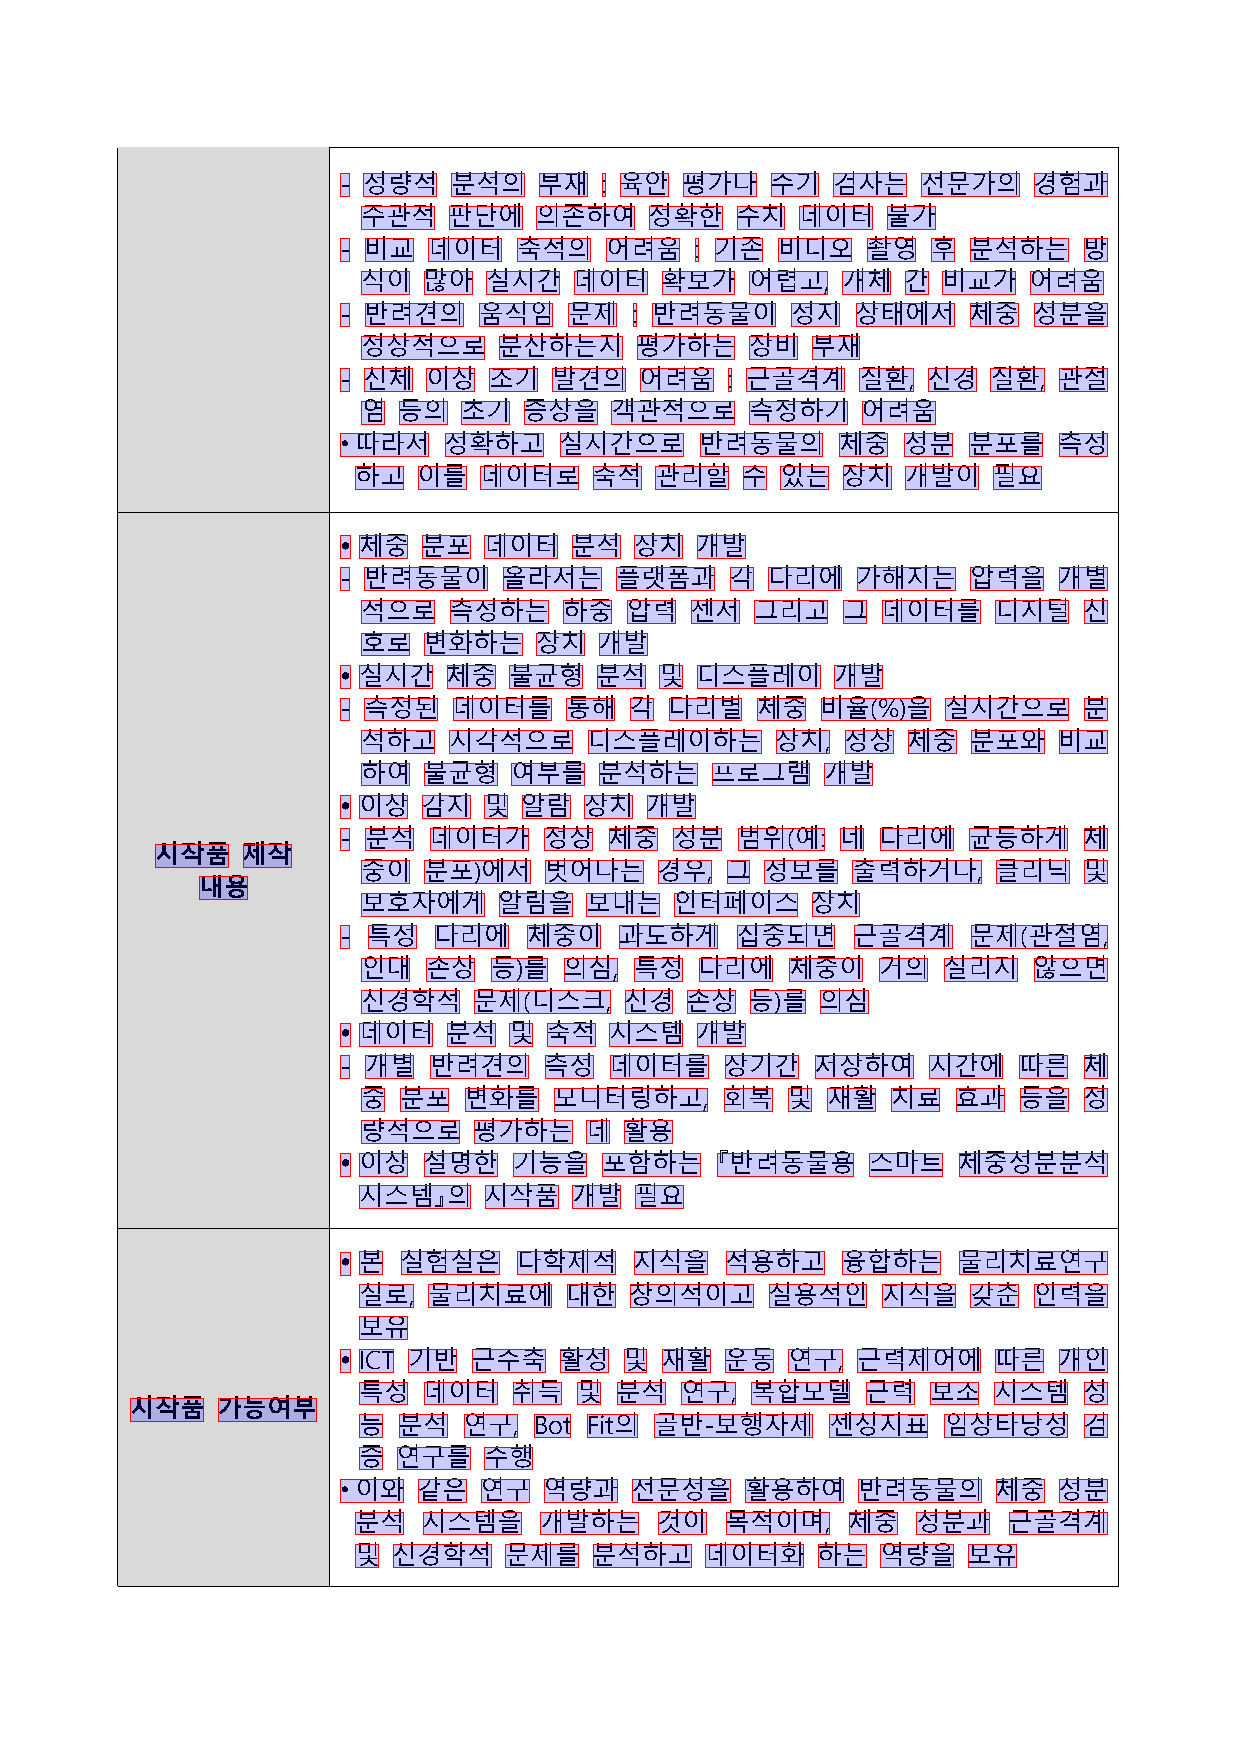 - 정량적 분석의 부재 : 육안 평가나 수기 검사는 전문가의 경험과
주관적 판단에 의존하여 정확한 수치 데이터 불가
- 비교 데이터 축적의 어려움 : 기존 비디오 촬영 후 분석하는 방
식이 많아 실시간 데이터 확보가 어렵고, 개체 간 비교가 어려움
- 반려견의 움직임 문제 : 반려동물이 정지 상태에서 체중 성분을
정상적으로 분산하는지 평가하는 장비 부재
- 신체 이상 조기 발견의 어려움 : 근골격계 질환, 신경 질환, 관절
염 등의 초기 증상을 객관적으로 측정하기 어려움
• 따라서 정확하고 실시간으로 반려동물의 체중 성분 분포를 측정
하고 이를 데이터로 축적 관리할 수 있는 장치 개발이 필요
• 체중 분포 데이터 분석 장치 개발
- 반려동물이 올라서는 플랫폼과 각 다리에 가해지는 압력을 개별
적으로 측정하는 하중 압력 센서 그리고 그 데이터를 디지털 신
호로 변화하는 장치 개발
• 실시간 체중 불균형 분석 및 디스플레이 개발
- 측정된 데이터를 통해 각 다리별 체중 비율(%)을 실시간으로 분
석하고 시각적으로 디스플레이하는 장치, 정상 체중 분포와 비교
하여 불균형 여부를 분석하는 프로그램 개발
• 이상 감지 및 알람 장치 개발
시작품 제작
내용
- 분석 데이터가 정상 체중 성분 범위(예: 네 다리에 균등하게 체
중이 분포)에서 벗어나는 경우, 그 정보를 출력하거나, 클리닉 및
보호자에게 알림을 보내는 인터페이스 장치
- 특정 다리에 체중이 과도하게 집중되면 근골격계 문제(관절염,
인대 손상 등)를 의심, 특정 다리에 체중이 거의 실리지 않으면
신경학적 문제(디스크, 신경 손상 등)를 의심
• 데이터 분석 및 축적 시스템 개발
- 개별 반려견의 측정 데이터를 장기간 저장하여 시간에 따른 체
중 분포 변화를 모니터링하고, 회복 및 재활 치료 효과 등을 정
량적으로 평가하는 데 활용
• 이상 설명한 기능을 포함하는 『반려동물용 스마트 체중성분분석
시스템』의 시작품 개발 필요
• 본 실험실은 다학제적 지식을 적용하고 융합하는 물리치료연구
실로, 물리치료에 대한 창의적이고 실용적인 지식을 갖춘 인력을
보유
• ICT 기반 근수축 활성 및 재활 운동 연구, 근력제어에 따른 개인
특성 데이터 취득 및 분석 연구, 복합모델 근력 보조 시스템 성
시작품 가능여부
능 분석 연구, Bot Fit의 골반-보행자세 센싱지표 임상타당성 검
증 연구를 수행
• 이와 같은 연구 역량과 전문성을 활용하여 반려동물의 체중 성분
분석 시스템을 개발하는 것이 목적이며, 체중 성분과 근골격계
및 신경학적 문제를 분석하고 데이터화 하는 역량을 보유